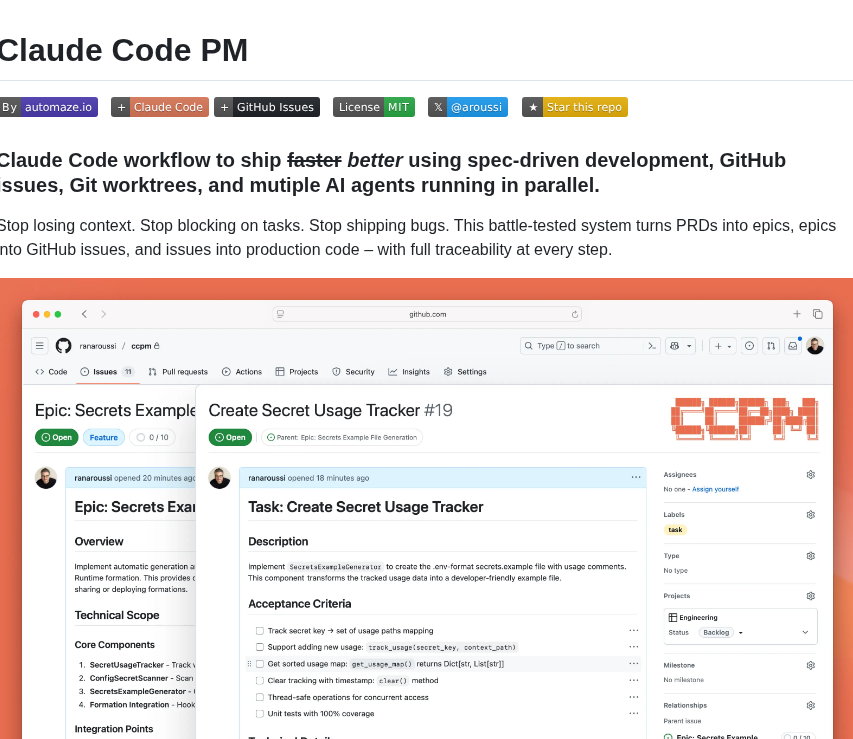 Claude Code PM
By automaze.io + Claude Code + GitHub Issues License MIT 𝕏 @aroussi ★ Star this repo
Claude Code workflow to ship faster better using spec-driven development, GitHub
issues, Git worktrees, and mutiple AI agents running in parallel.
Stop losing context. Stop blocking on tasks. Stop shipping bugs. This battle-tested system turns PRDs into epics, epics
into GitHub issues, and issues into production code – with full traceability at every step.
github.com
ranaroussi / ccpm
Type / to search
Code Issues 11 Pull requests Actions Projects Security Insights Settings
Epic: Secrets Example
Open Feature 0 / 10
ranaroussi opened 20 minutes ago
Epic: Secrets Exa
Overview
Implement automatic generation
Runtime formation. This provides
sharing or deploying formations.
Technical Scope
Core Components
1. SecretUsageTracker - Track
2. ConfigSecretScanner - Scan
3. SecretsExampleGenerator -
4. Formation Integration - Hook
Integration Points
Create Secret Usage Tracker #19
CCPM
Open Parent: Epic: Secrets Example File Generation
ranaroussi opened 18 minutes ago
Task: Create Secret Usage Tracker
Description
Implement SecretsExampleGenerator to create the .env-format secrets.example file with usage comments.
This component transforms the tracked usage data into a developer-friendly example file.
Acceptance Criteria
Track secret key → set of usage paths mapping
Support adding new usage: track_usage(secret_key, context_path)
Get sorted usage map: get_usage_map() returns Dict[str, List[str]]
Clear tracking with timestamp: clear() method
Thread-safe operations for concurrent access
Unit tests with 100% coverage
Assignees
No one - Assign yourself
Labels
task
Type
No type
Projects
Engineering
Status Backlog
Milestone
No milestone
Relationships
Parent issue
Epic: Secrets Example 0 / 10